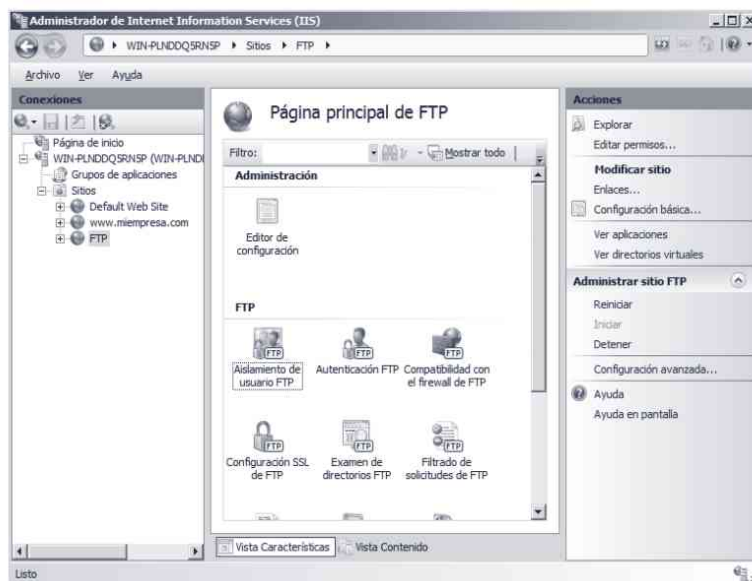 Administrador de Internet Information Services (IIS)
WIN-PLNDDQ5RN5P
Sitios
FTP
Archivo
Ver
Ayuda
Conexiones
Página de inicio
WIN-PLNDDQ5RN5P (WIN-PLND
Grupos de aplicaciones
Sitios
Default Web Site
www.miempresa.com
FTP
Página principal de FTP
Filtro:
Ir
Mostrar todo
Administración
Editor de
configuración
FTP
Aislamiento de
usuario FTP
Autenticación FTP
Compatibilidad con
el firewall de FTP
Configuración SSL
de FTP
Examen de
directorios FTP
Filtrado de
solicitudes de FTP
Vista Características
Vista Contenido
Acciones
Explorar
Editar permisos...
Modificar sitio
Enlaces...
Configuración básica...
Ver aplicaciones
Ver directorios virtuales
Administrar sitio FTP
Reiniciar
Iniciar
Detener
Configuración avanzada...
Ayuda
Ayuda en pantalla
Listo